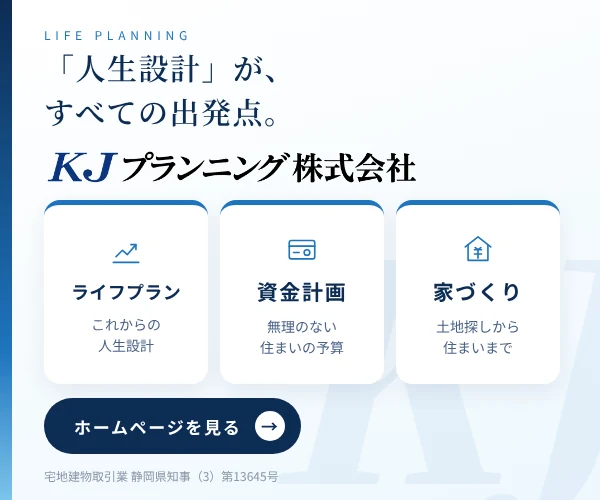 LIFE PLANNING
「人生設計」が、
すべての出発点。
KJプランニング株式会社
ライフプラン
これからの
人生設計
資金計画
無理のない
住まいの予算
家づくり
土地探しから
住まいまで
ホームページを見る →
宅地建物取引業 静岡県知事（3）第13645号